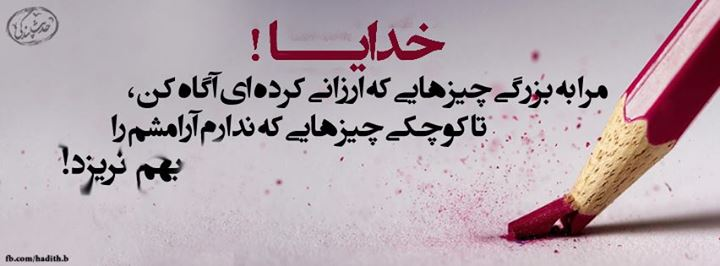 خدایا !
مرا به بزرگی چیزهایی که ارزانی کرده ای آگاه کن ،
تا کوچکی چیزهایی که ندارم آرامشم را
بهم نریزد!
fb.com/hadith.b